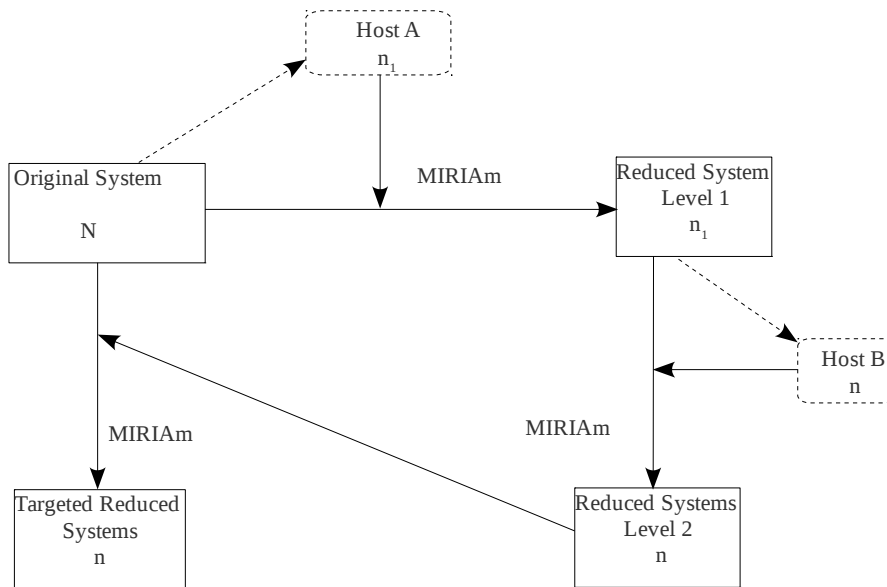 Host A
n₁
Original System
N
MIRIAm
Reduced System
Level 1
n₁
Host B
n
MIRIAm
MIRIAm
Targeted Reduced
Systems
n
Reduced Systems
Level 2
n